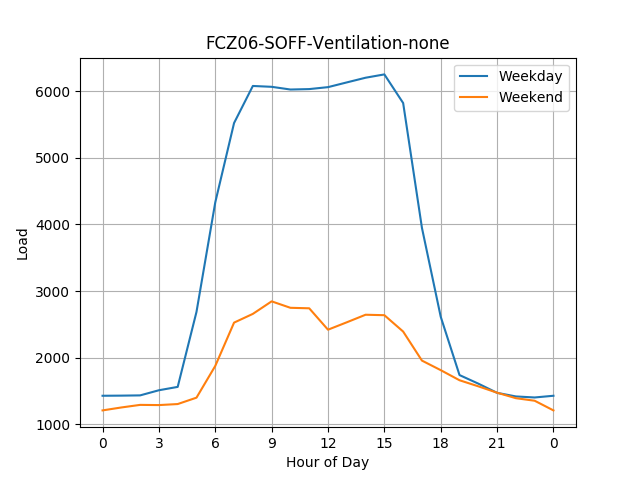 FCZ06-SOFF-Ventilation-none
Weekday
Weekend
6000
5000
4000
3000
2000
1000
Load
0 3 6 9 12 15 18 21 0
Hour of Day